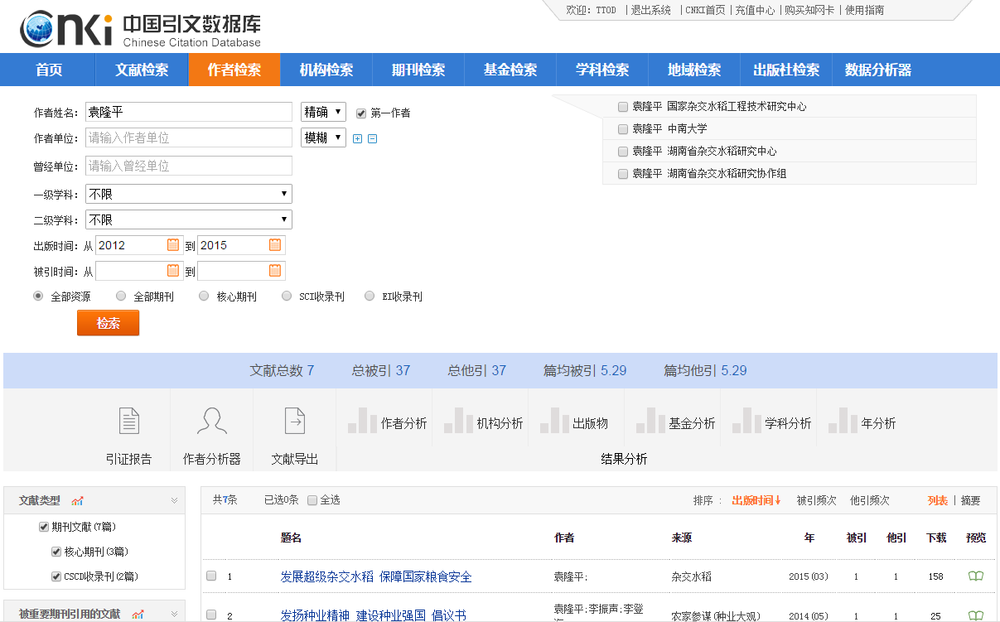 欢迎: TTOD |退出系统 |CNKI首页|充值中心|购买知网卡|使用指南
Cnki 中国引文数据库
Chinese Citation Database
首页 文献检索 作者检索 机构检索 期刊检索 基金检索 学科检索 地域检索 出版社检索 数据分析器
作者姓名: 袁隆平 精确 第一作者
作者单位: 请输入作者单位 模糊
曾经单位: 请输入曾经单位
一级学科: 不限
二级学科: 不限
出版时间: 从 2012 到 2015
被引时间: 从 到
全部资源 全部期刊 核心期刊 SCI收录刊 EI收录刊
检索
袁隆平 国家杂交水稻工程技术研究中心
袁隆平 中南大学
袁隆平 湖南省杂交水稻研究中心
袁隆平 湖南省杂交水稻研究协作组
文献总数 7 总被引 37 总他引 37 篇均被引 5.29 篇均他引 5.29
引证报告 作者分析器 文献导出
作者分析 机构分析 出版物 基金分析 学科分析 年分析
结果分析
文献类型
期刊文献(7篇)
核心期刊(3篇)
CSCD收录刊(2篇)
被重要期刊引用的文献
共7条 已选0条 全选 排序 : 出版时间↓ 被引频次 他引频次 列表 | 摘要
题名 作者 来源 年 被引 他引 下载 预览
1 发展超级杂交水稻 保障国家粮食安全 袁隆平; 杂交水稻 2015(03) 1 1 158
2 发扬种业精神 建设种业强国 倡议书 袁隆平;李振声;李登 农家参谋(种业大观) 2014(05) 1 1 25